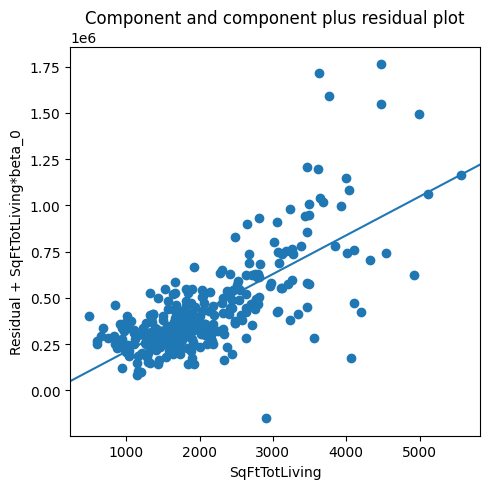 Component and component plus residual plot
1e6
1.75
1.50
1.25
1.00
0.75
0.50
0.25
0.00
Residual + SqFtTotLiving*beta_0
1000 2000 3000 4000 5000
SqFtTotLiving